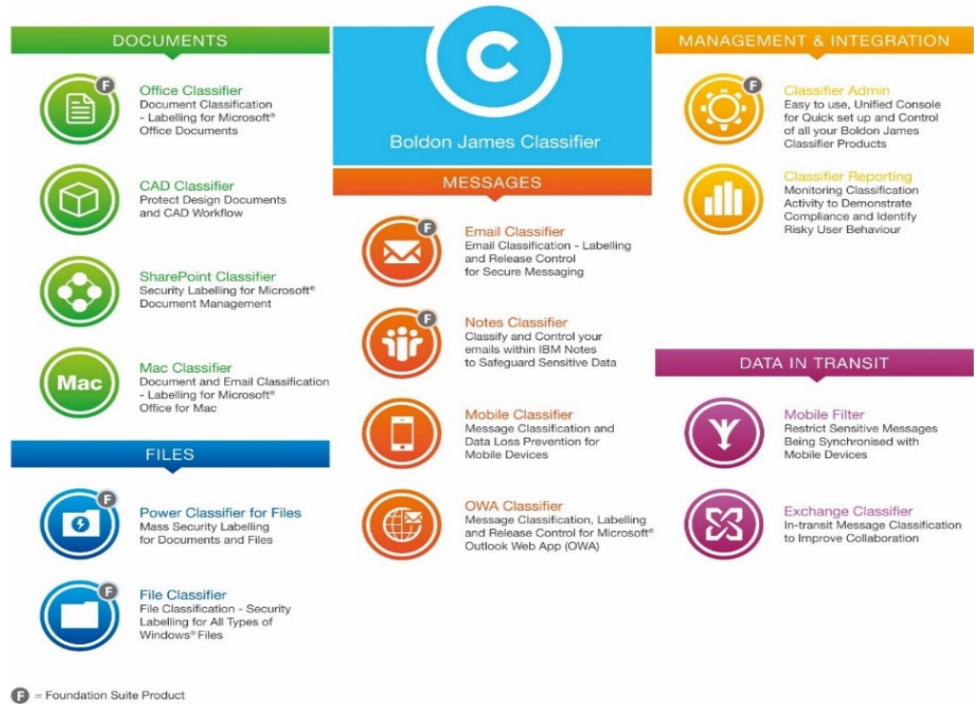 DOCUMENTS
F
Office Classifier
Document Classification
- Labelling for Microsoft®
Office Documents
CAD Classifier
Protect Design Documents
and CAD Workflow
SharePoint Classifier
Security Labelling for Microsoft®
Document Management
Mac
Mac Classifier
Document and Email Classification
- Labelling for Microsoft®
Office for Mac
FILES
F
Power Classifier for Files
Mass Security Labelling
for Documents and Files
F
File Classifier
File Classification - Security
Labelling for All Types of
Windows® Files
C
Boldon James Classifier
MESSAGES
F
Email Classifier
Email Classification - Labelling
and Release Control
for Secure Messaging
F
Notes Classifier
Classify and Control your
emails within IBM Notes
to Safeguard Sensitive Data
Mobile Classifier
Message Classification and
Data Loss Prevention for
Mobile Devices
OWA Classifier
Message Classification, Labelling
and Release Control for Microsoft®
Outlook Web App (OWA)
MANAGEMENT & INTEGRATION
F
Classifier Admin
Easy to use, Unified Console
for Quick set up and Control
of all your Boldon James
Classifier Products
Classifier Reporting
Monitoring Classification
Activity to Demonstrate
Compliance and Identify
Risky User Behaviour
DATA IN TRANSIT
Mobile Filter
Restrict Sensitive Messages
Being Synchronised with
Mobile Devices
Exchange Classifier
In-transit Message Classification
to Improve Collaboration
F = Foundation Suite Product